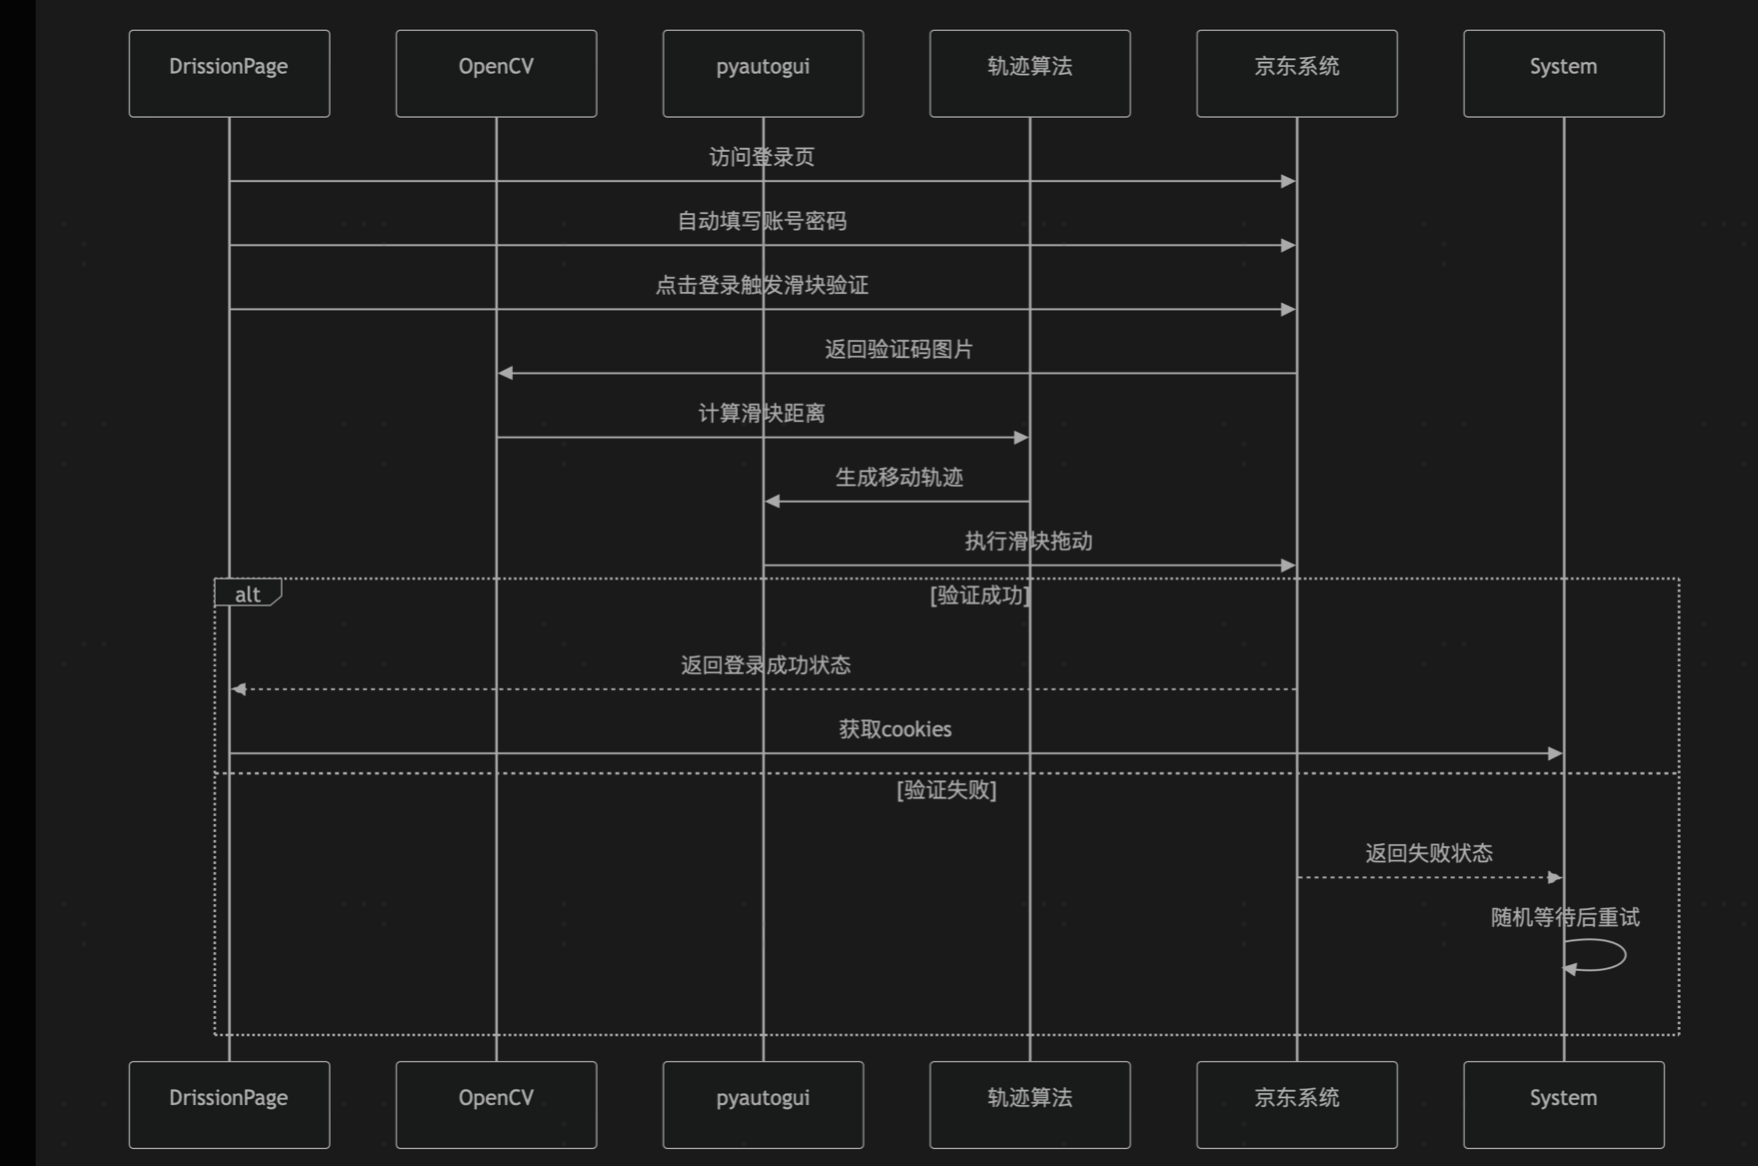 DrissionPage
OpenCV
pyautogui
轨迹算法
京东系统
System
访问登录页
自动填写账号密码
点击登录触发滑块验证
返回验证码图片
计算滑块距离
生成移动轨迹
执行滑块拖动
alt
[验证成功]
返回登录成功状态
获取cookies
[验证失败]
返回失败状态
随机等待后重试
DrissionPage
OpenCV
pyautogui
轨迹算法
京东系统
System